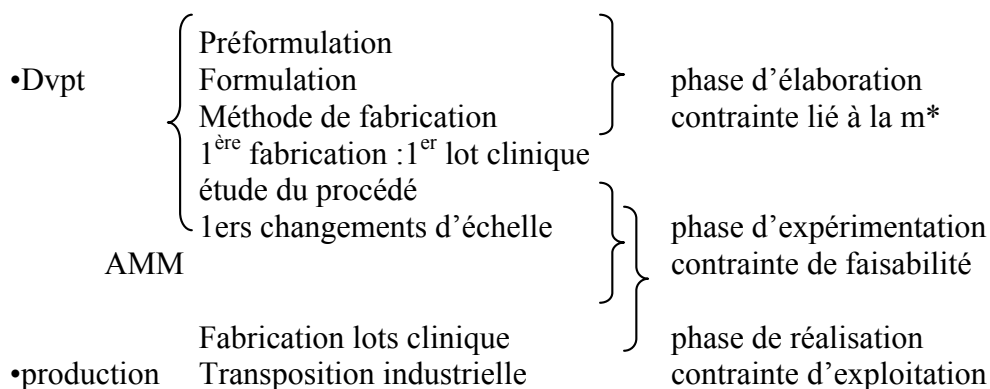 Préformulation
•Dvpt Formulation phase d’élaboration
Méthode de fabrication contrainte lié à la m*
1ère fabrication :1er lot clinique
étude du procédé
1ers changements d’échelle phase d’expérimentation
AMM contrainte de faisabilité
Fabrication lots clinique phase de réalisation
•production Transposition industrielle contrainte d’exploitation